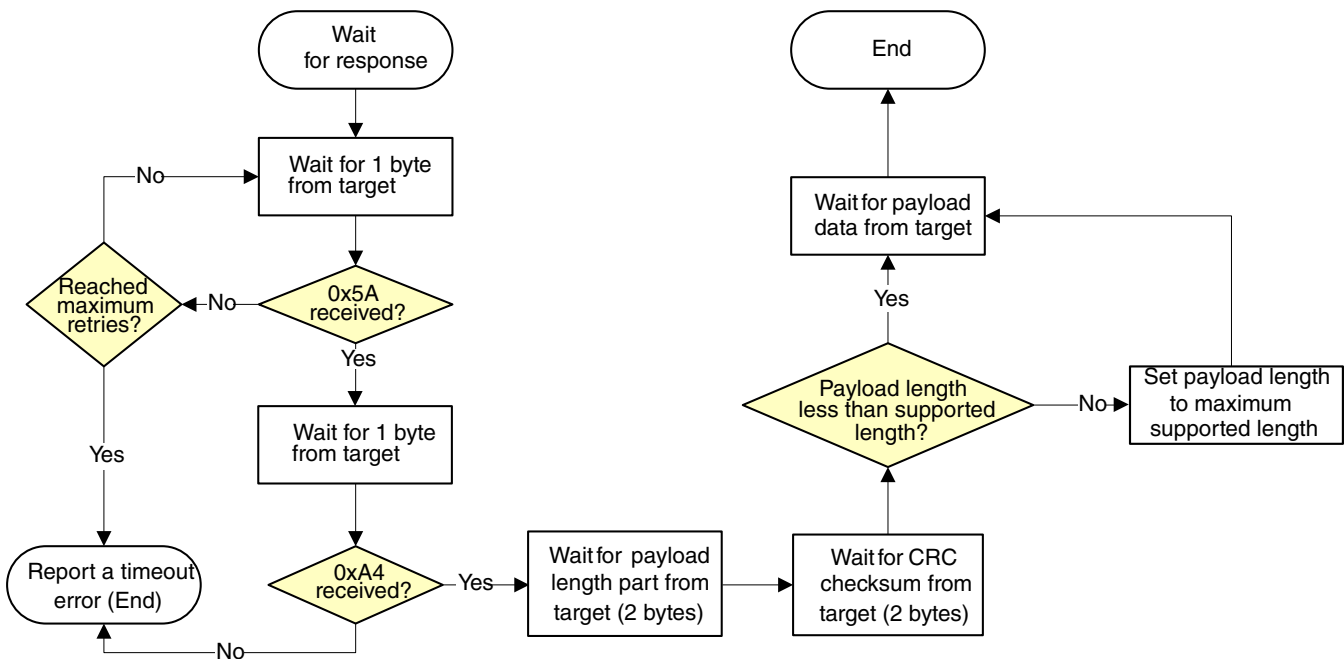 Wait
for response
Wait for 1 byte
from target
No
Reached
maximum
retries?
No
0x5A
received?
Yes
Wait for 1 byte
from target
Yes
Report a timeout
error (End)
0xA4
received?
No
Yes
Wait for payload
length part from
target (2 bytes)
Wait for CRC
checksum from
target (2 bytes)
Payload length
less than supported
length?
No
Set payload length
to maximum
supported length
Yes
Wait for payload
data from target
End